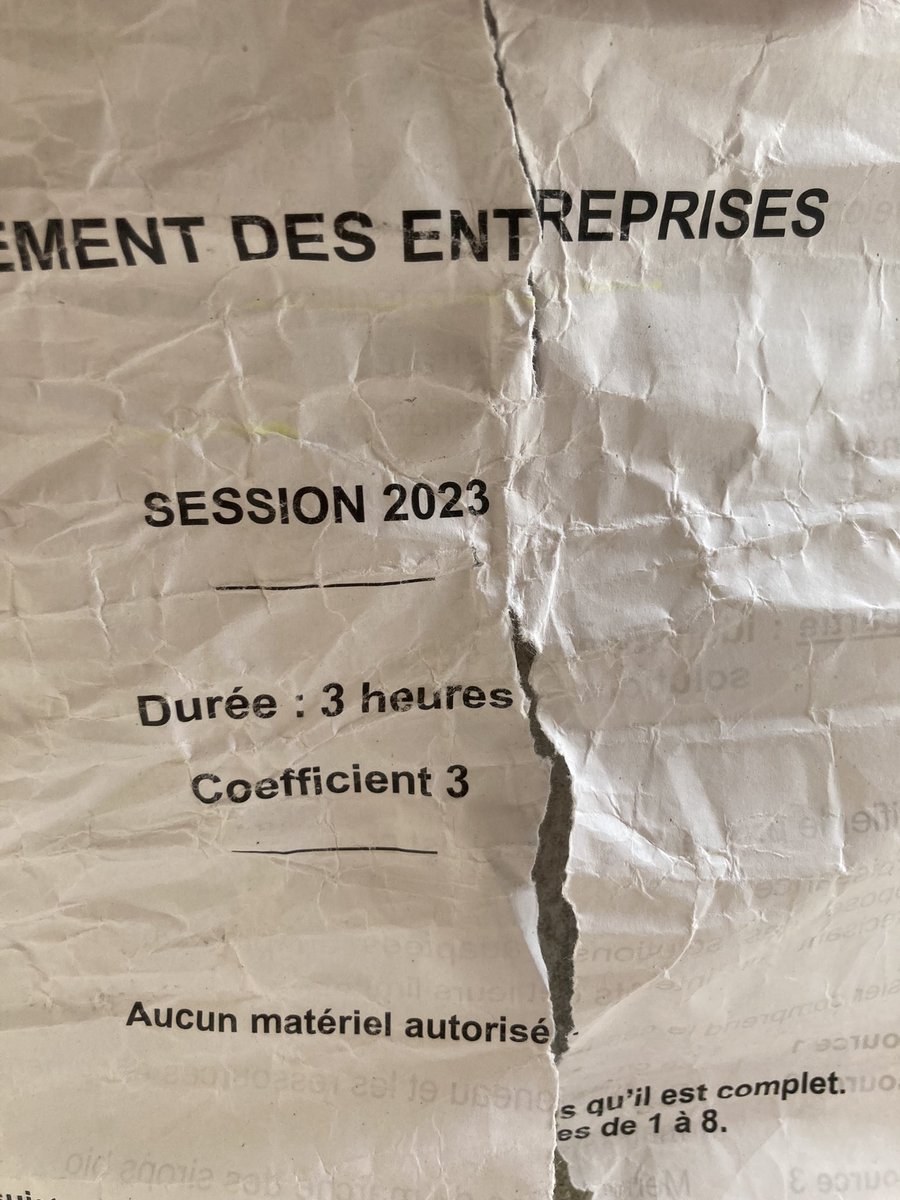 EMENT DES ENTREPRISES
SESSION 2023
Durée : 3 heures
Coefficient 3
Aucun matériel autorisé.
s qu'il est complet.
es de 1 à 8.